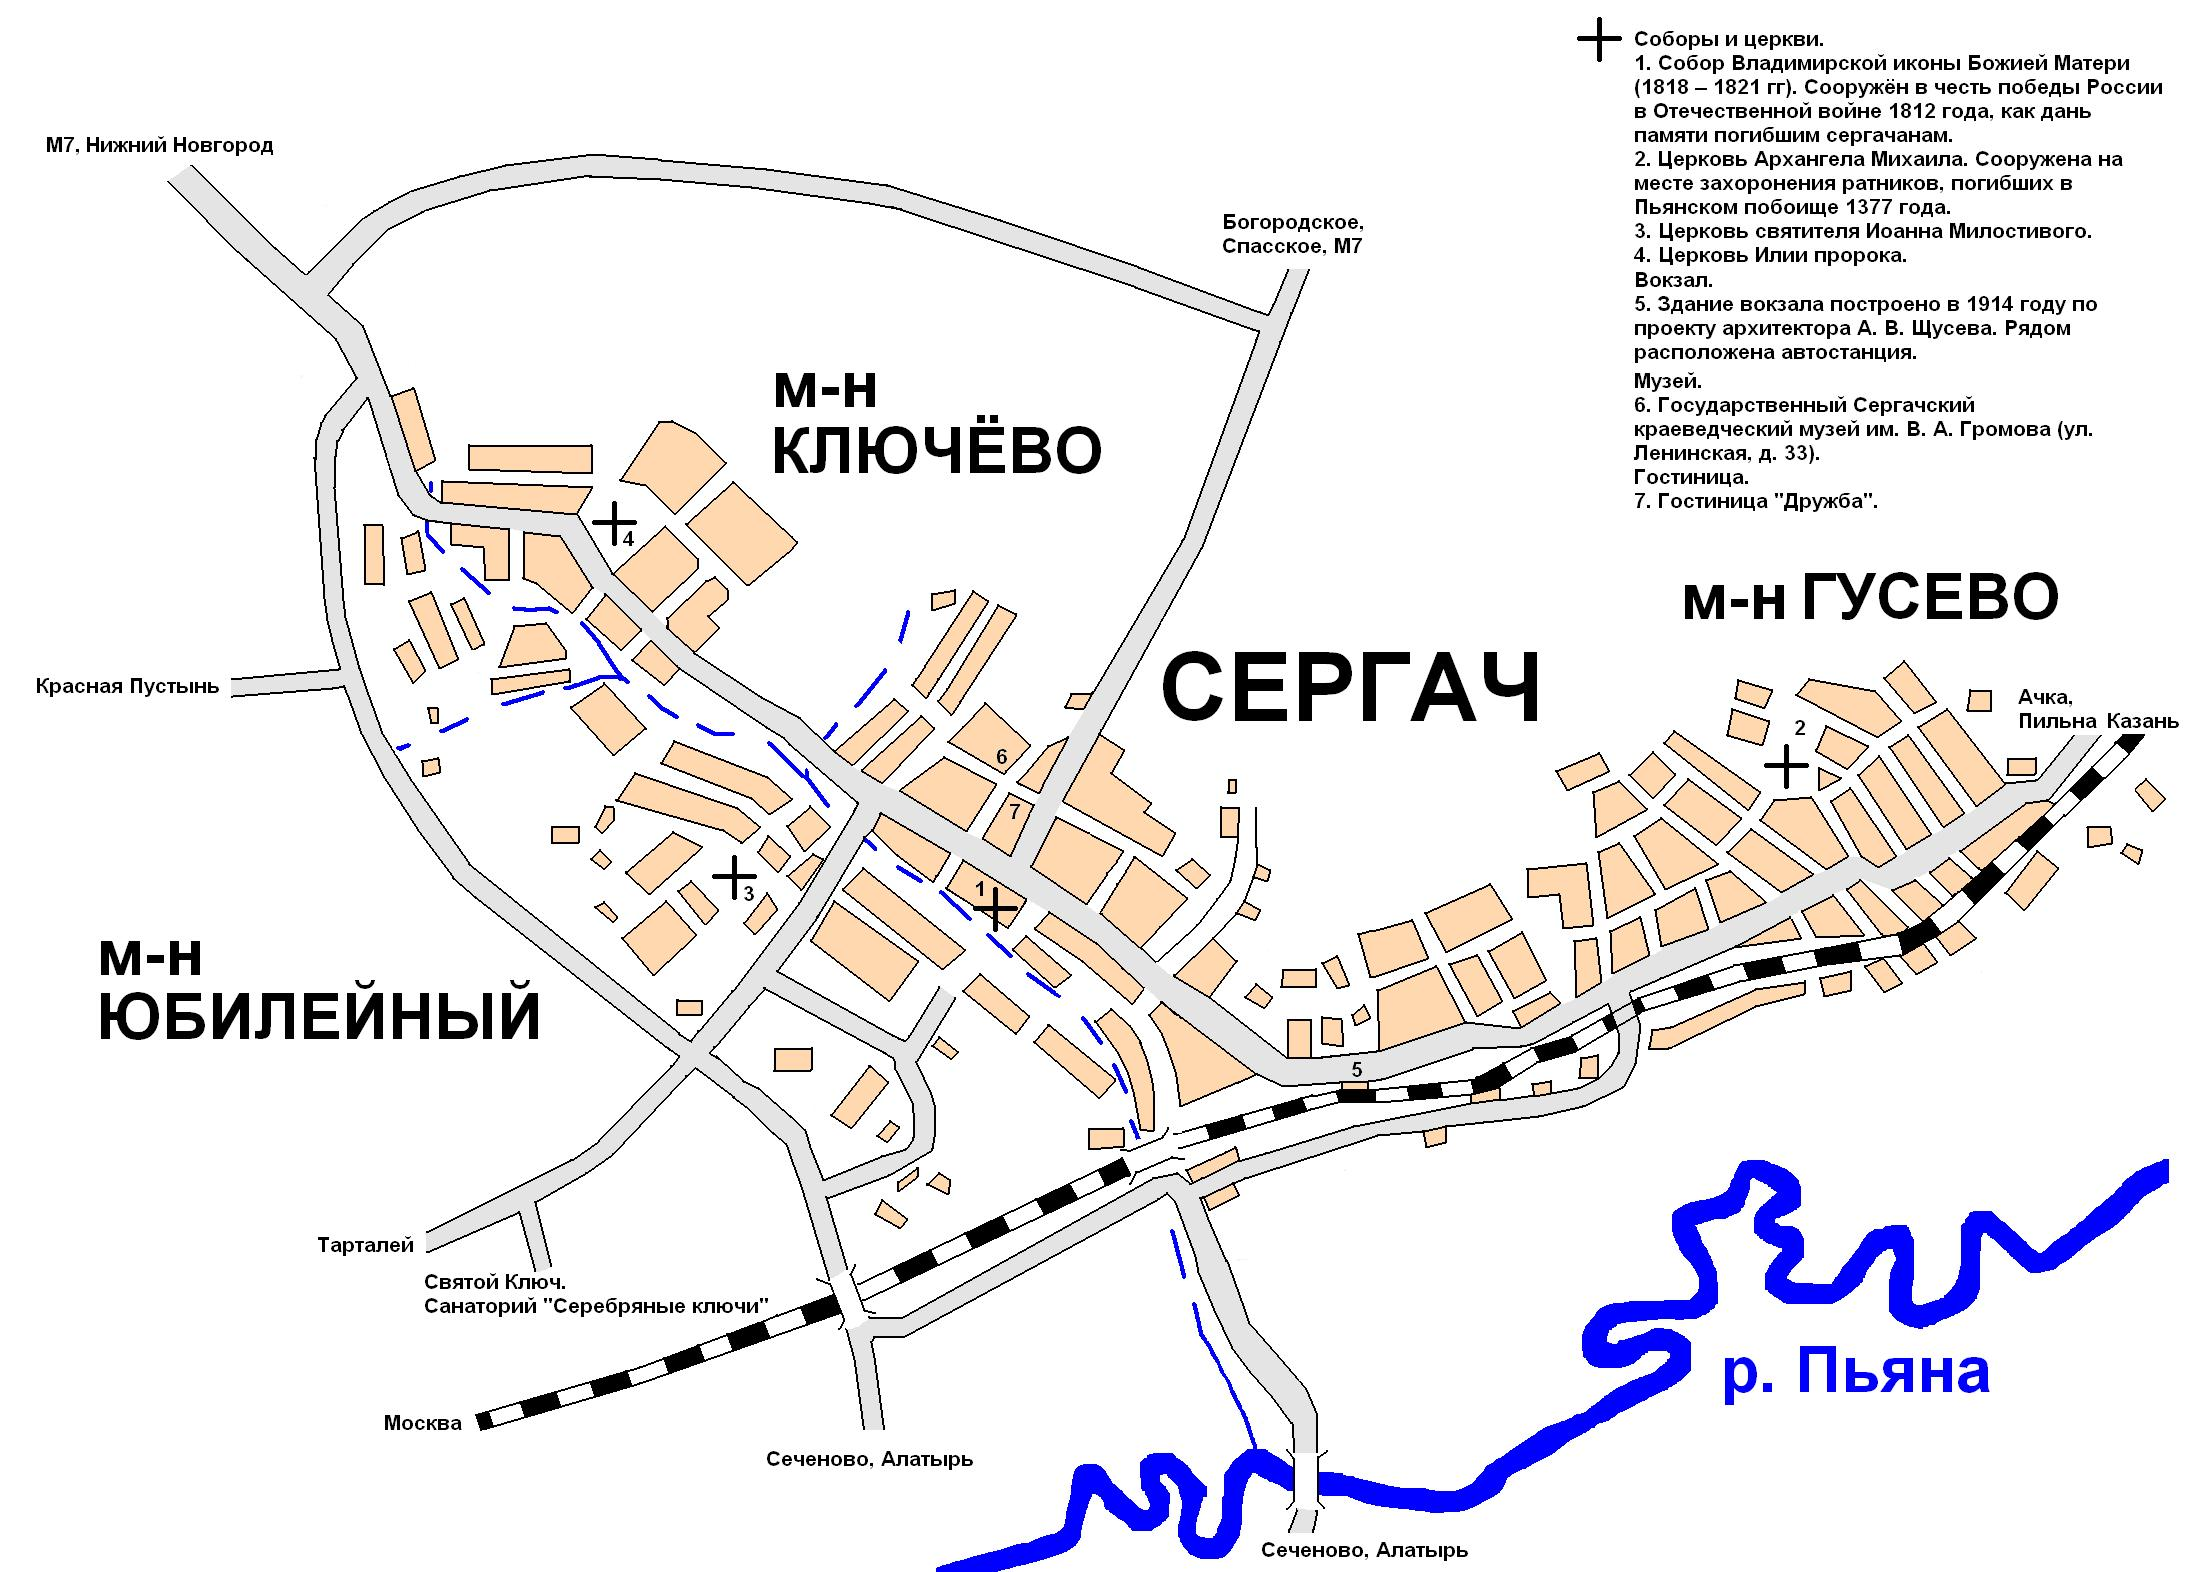 Соборы и церкви.
1. Собор Владимирской иконы Божией Матери
(1818 – 1821 гг). Сооружён в честь победы России
в Отечественной войне 1812 года, как дань
памяти погибшим сергачанам.
2. Церковь Архангела Михаила. Сооружена на
месте захоронения ратников, погибших в
Пьянском побоище 1377 года.
3. Церковь святителя Иоанна Милостивого.
4. Церковь Илии пророка.
Вокзал.
5. Здание вокзала построено в 1914 году по
проекту архитектора А. В. Щусева. Рядом
расположена автостанция.
Музей.
6. Государственный Сергачский
краеведческий музей им. В. А. Громова (ул.
Ленинская, д. 33).
Гостиница.
7. Гостиница "Дружба".
М7, Нижний Новгород
Богородское,
Спасское, М7
м-н
КЛЮЧЁВО
4
м-н ГУСЕВО
СЕРГАЧ
Красная Пустынь
Ачка,
Пильна
Казань
2
6
7
1
3
м-н
ЮБИЛЕЙНЫЙ
5
Тарталей
Святой Ключ.
Санаторий "Серебряные ключи"
р. Пьяна
Москва
Сеченово, Алатырь
Сеченово, Алатырь